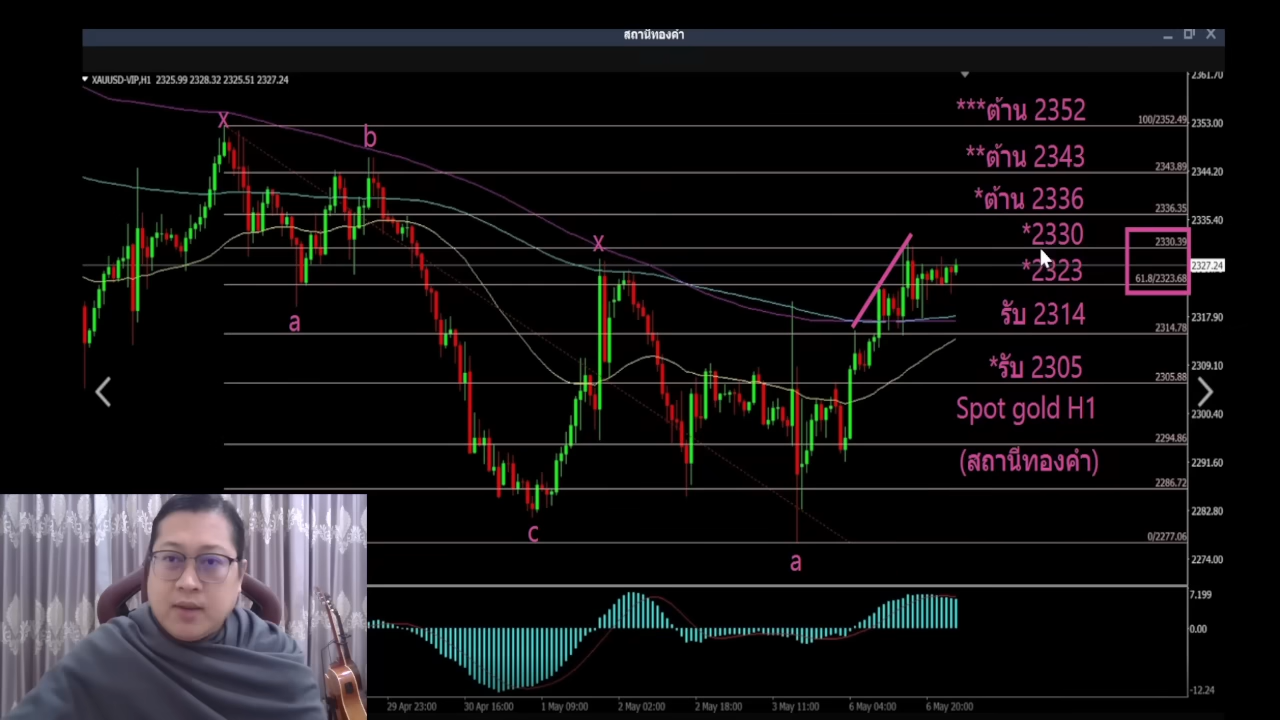 สถานีทองคำ
XAUUSD-VIP,H1 2325.99 2328.32 2325.51 2327.24
2361.70
***ต้าน 2352
100/2352.49
2353.00
x
b
**ต้าน 2343
2343.89
2344.20
*ต้าน 2336
2336.35
2335.40
x
*2330
2330.39
2327.24
*2323
61.8/2323.68
a
รับ 2314
2317.90
2314.78
*รับ 2305
2309.10
2305.88
Spot gold H1
2300.40
2294.86
(สถานีทองคำ)
2291.60
2286.72
2282.80
c
0/2277.06
a
2274.00
7.199
0.00
-12.24
29 Apr 23:00 30 Apr 16:00 1 May 09:00 2 May 02:00 2 May 18:00 3 May 11:00 6 May 04:00 6 May 20:00